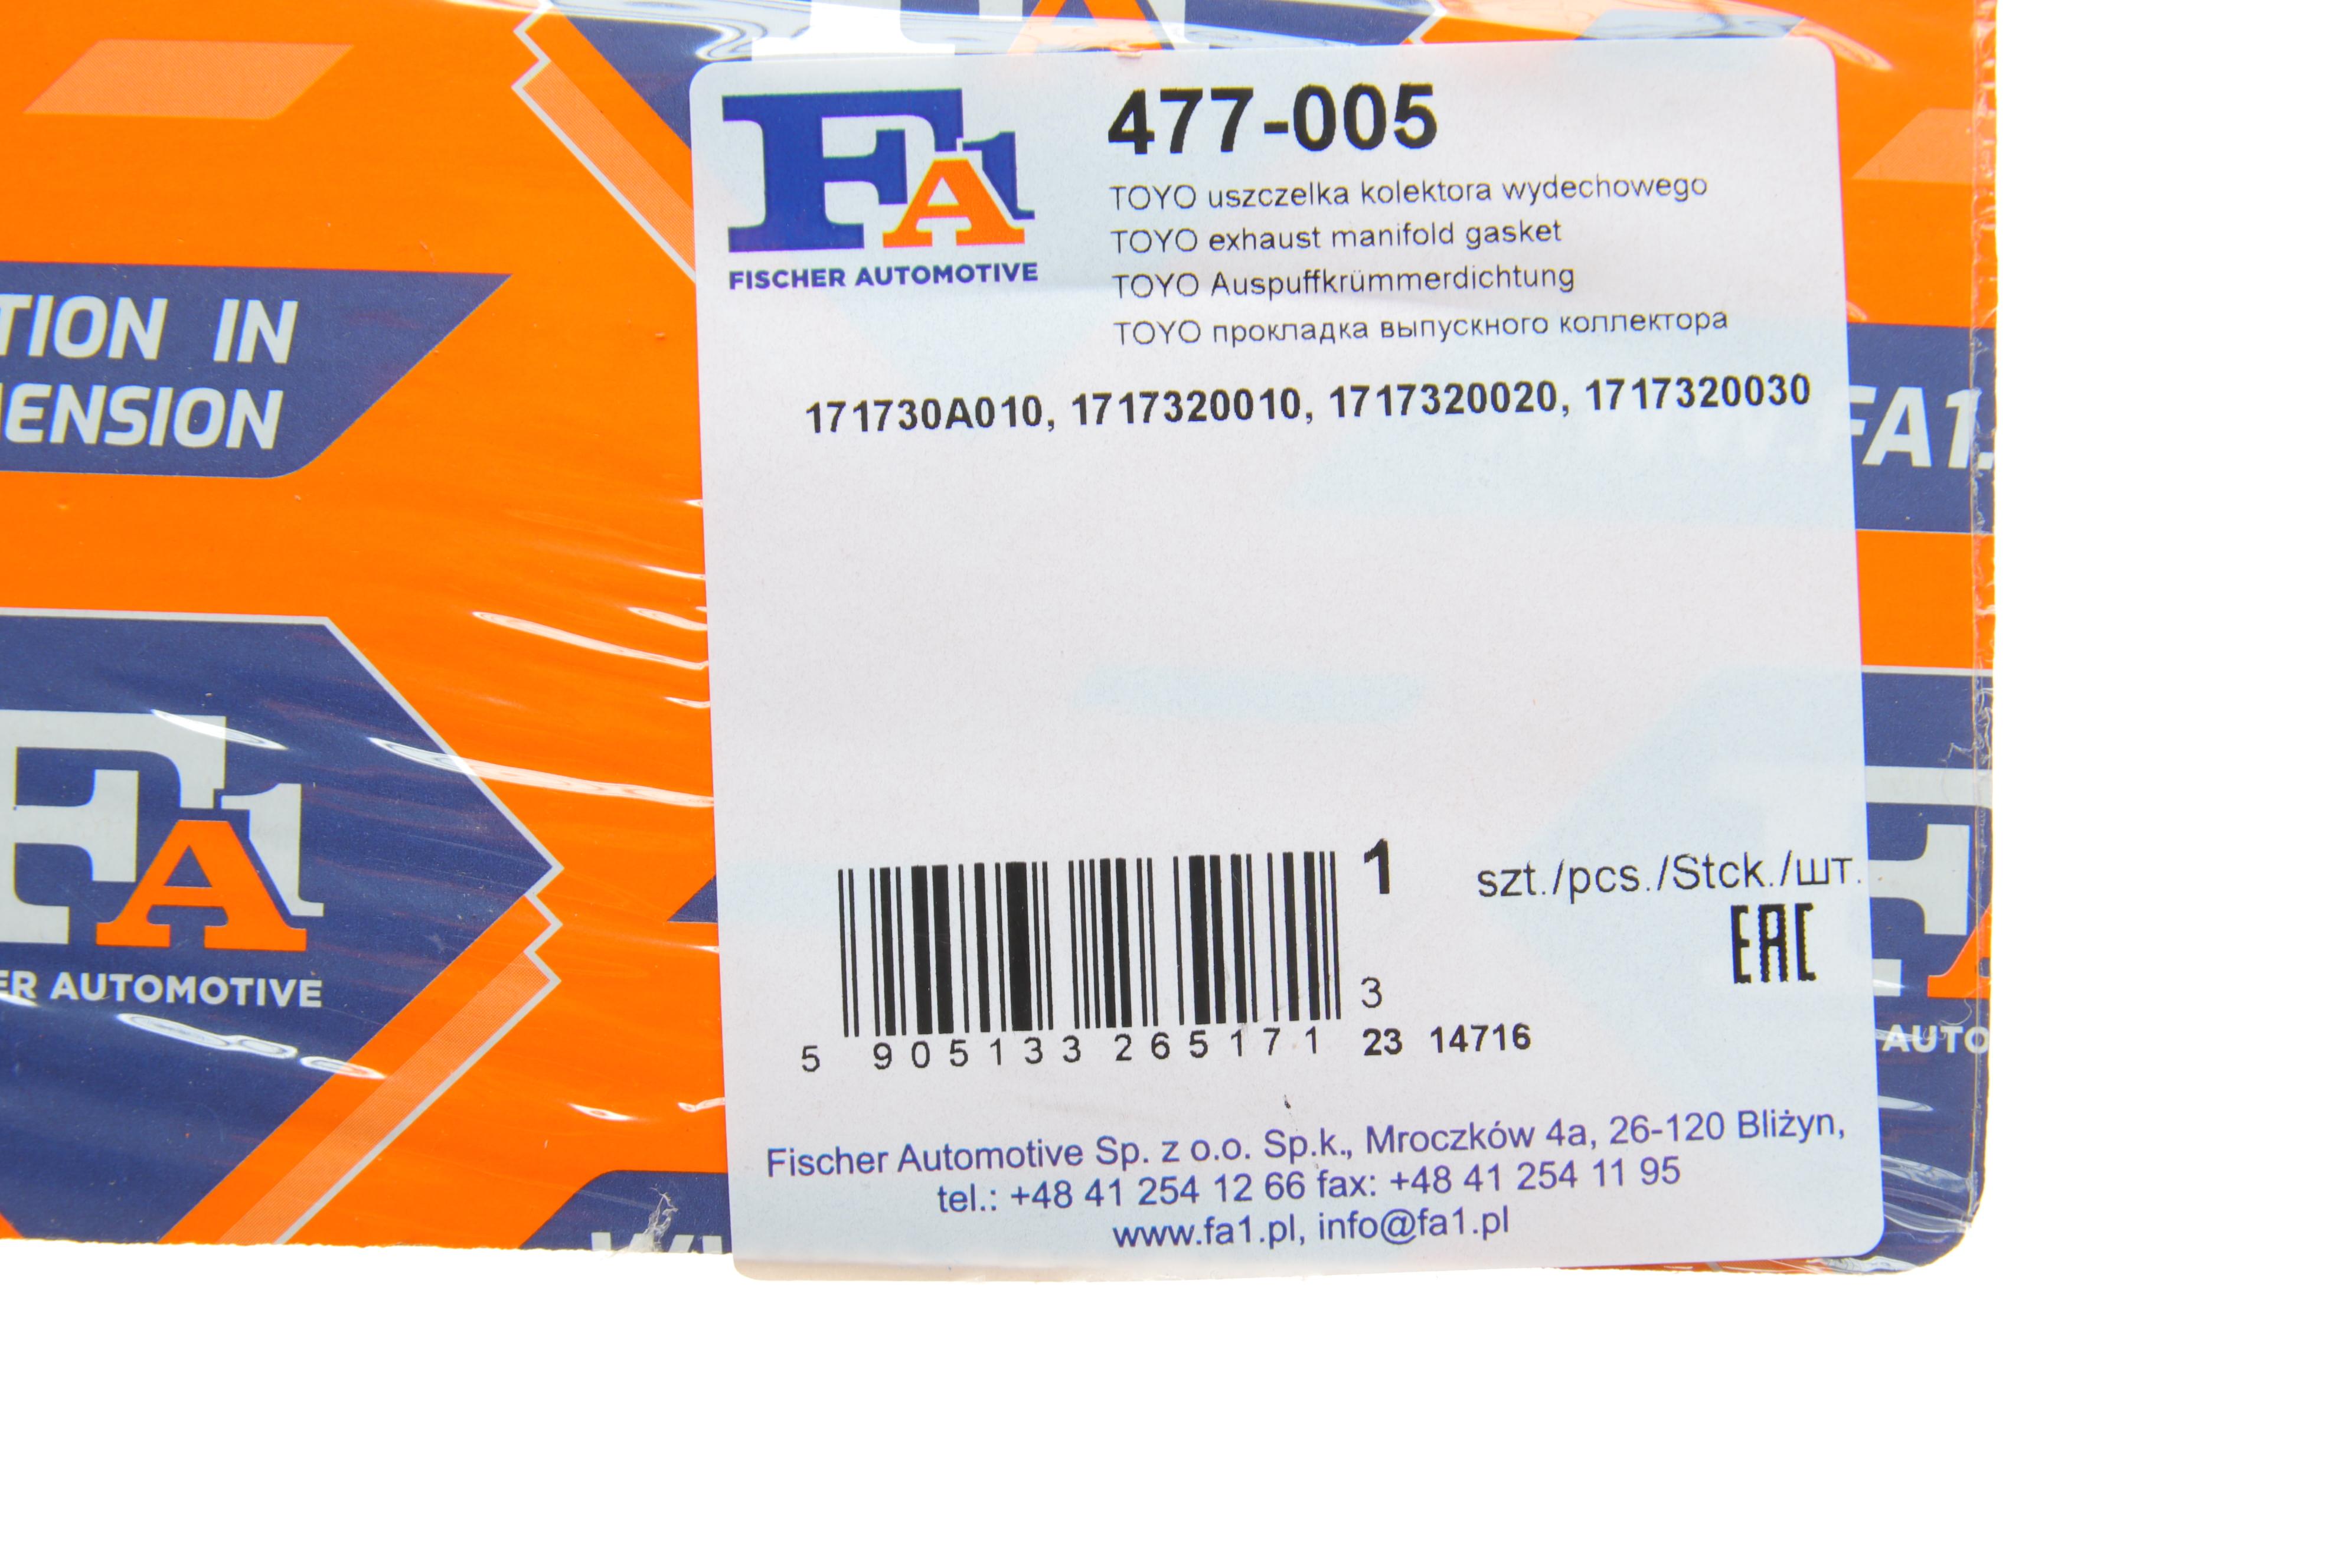 477-005
FA1
FISCHER AUTOMOTIVE
TOYO uszczelka kolektora wydechowego
TOYO exhaust manifold gasket
TOYO Auspuffkrümmerdichtung
TOYO прокладка выпускного коллектора
171730A010, 1717320010, 1717320020, 1717320030
1 szt./pcs./Stck./шт.
EAC
3
5 905133 265171 23 14716
Fischer Automotive Sp. z o.o. Sp.k., Mroczków 4a, 26-120 Bliżyn,
tel.: +48 41 254 12 66 fax: +48 41 254 11 95
www.fa1.pl, info@fa1.pl
TION IN
ENSION
FA1
ER AUTOMOTIVE
FA1.
AUTO